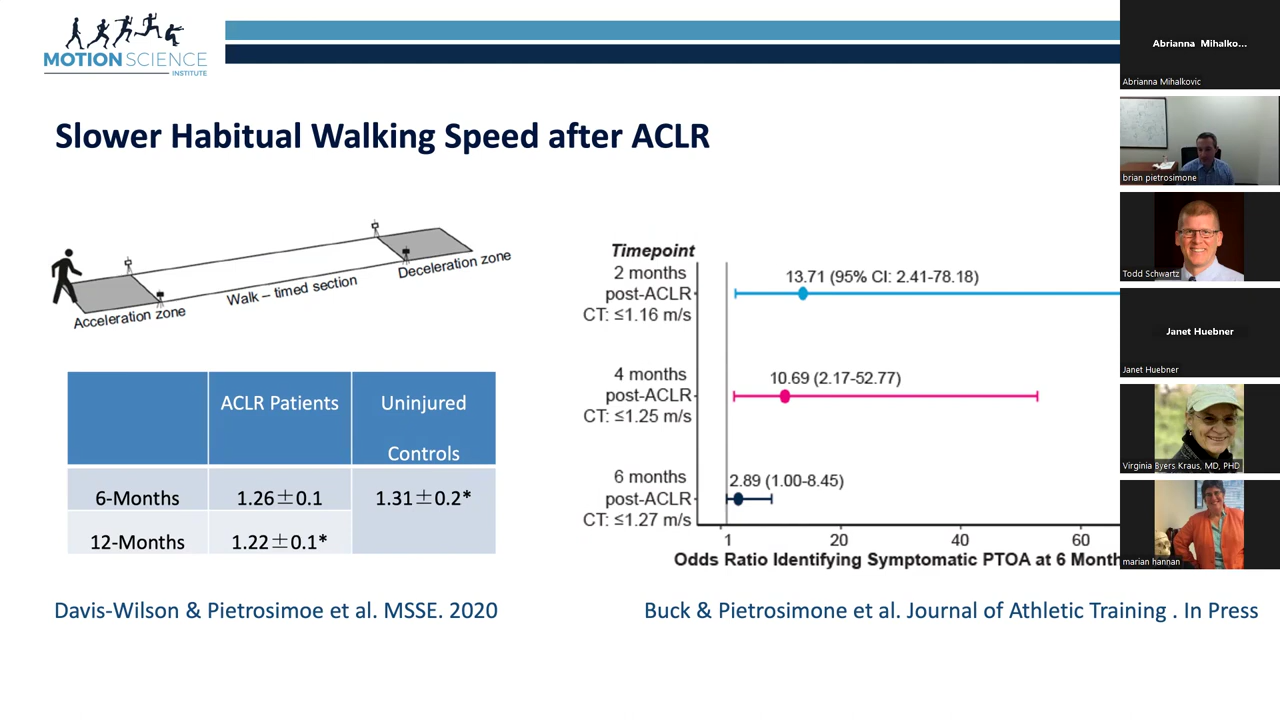 MOTION SCIENCE
INSTITUTE
Slower Habitual Walking Speed after ACLR
Acceleration zone
Walk – timed section
Deceleration zone
ACLR Patients
Uninjured
Controls
6-Months
1.26±0.1
1.31±0.2*
12-Months
1.22±0.1*
Davis-Wilson & Pietrosimoe et al. MSSE. 2020
Timepoint
2 months
post-ACLR
CT: ≤1.16 m/s
13.71 (95% CI: 2.41-78.18)
4 months
post-ACLR
CT: ≤1.25 m/s
10.69 (2.17-52.77)
6 months
post-ACLR
CT: ≤1.27 m/s
2.89 (1.00-8.45)
1 20 40 60
Odds Ratio Identifying Symptomatic PTOA at 6 Month
Buck & Pietrosimone et al. Journal of Athletic Training . In Press
Abrianna Mihalko...
Abrianna Mihalkovic
brian pietrosimone
Todd Schwartz
Janet Huebner
Janet Huebner
Virginia Byers Kraus, MD, PHD
marian hannan